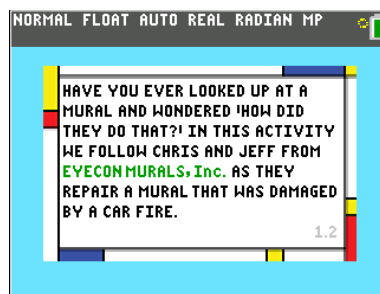 NORMAL FLOAT AUTO REAL RADIAN MP
HAVE YOU EVER LOOKED UP AT A
MURAL AND WONDERED 'HOW DID
THEY DO THAT?' IN THIS ACTIVITY
WE FOLLOW CHRIS AND JEFF FROM
EYECON MURALS, Inc. AS THEY
REPAIR A MURAL THAT WAS DAMAGED
BY A CAR FIRE.
1.2